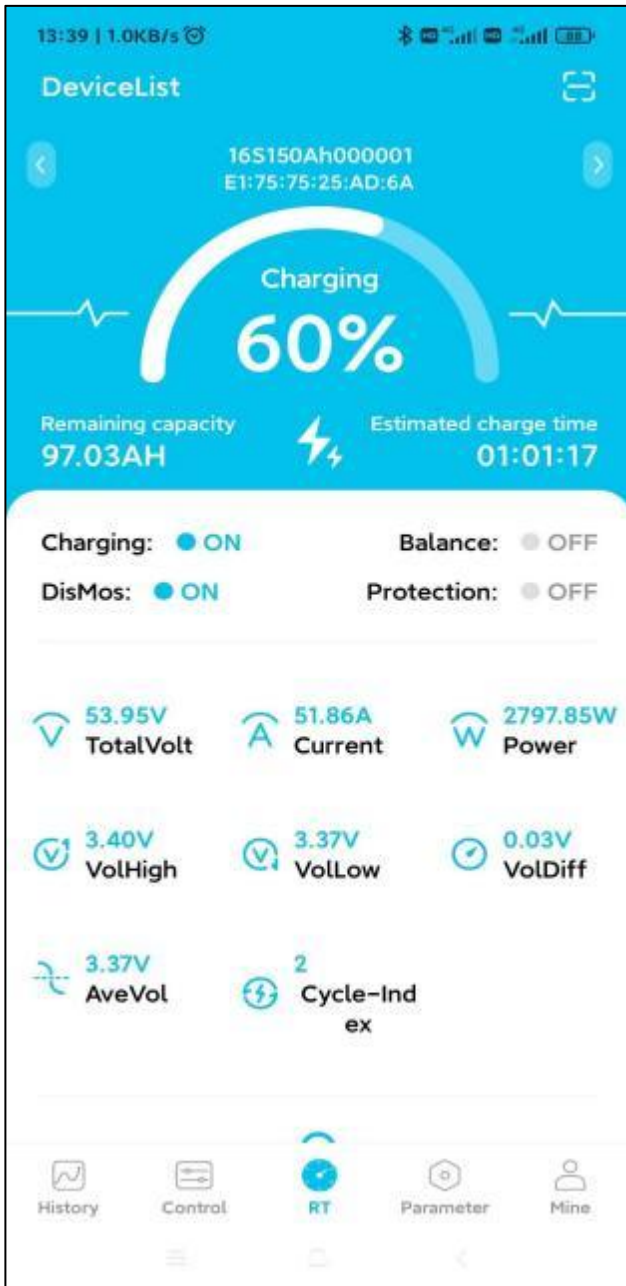 13:39 | 1.0KB/s
DeviceList
16S150Ah000001
E1:75:75:25:AD:6A
Charging
60%
Remaining capacity
97.03AH
Estimated charge time
01:01:17
Charging: ON
Balance: OFF
DisMos: ON
Protection: OFF
53.95V
TotalVolt
51.86A
Current
2797.85W
Power
3.40V
VolHigh
3.37V
VolLow
0.03V
VolDiff
3.37V
AveVol
2
Cycle-Ind
ex
History
Control
RT
Parameter
Mine